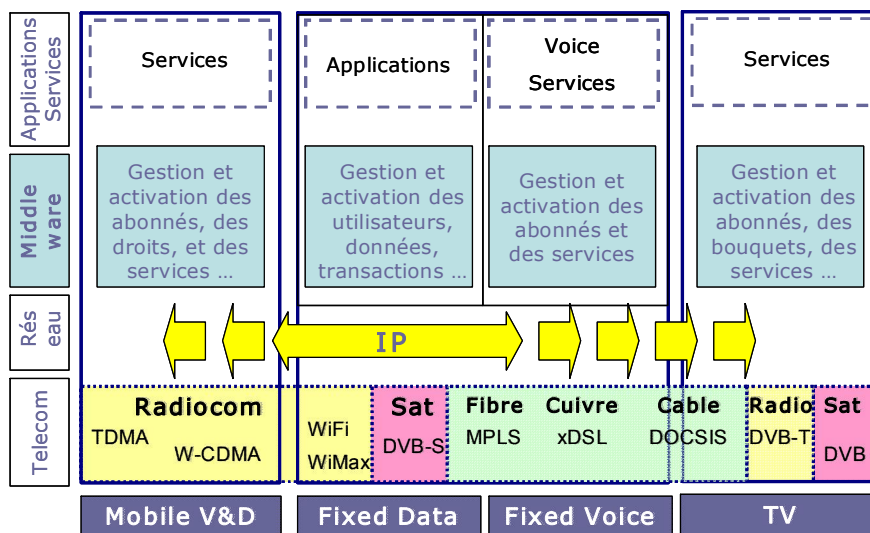 Applications
Services
Services
Applications
Voice
Services
Services
Middle
ware
Gestion et
activation des
abonnés, des
droits, et des
services ...
Gestion et
activation des
utilisateurs,
données,
transactions ...
Gestion et
activation des
abonnés et
des services
Gestion et
activation des
abonnés, des
bouquets, des
services ...
Rés
eau
IP
Telecom
Radiocom
TDMA
W-CDMA
WiFi
WiMax
Sat
DVB-S
Fibre
MPLS
Cuivre
xDSL
Cable
DOCSIS
Radio
DVB-T
Sat
DVB
Mobile V&D
Fixed Data
Fixed Voice
TV